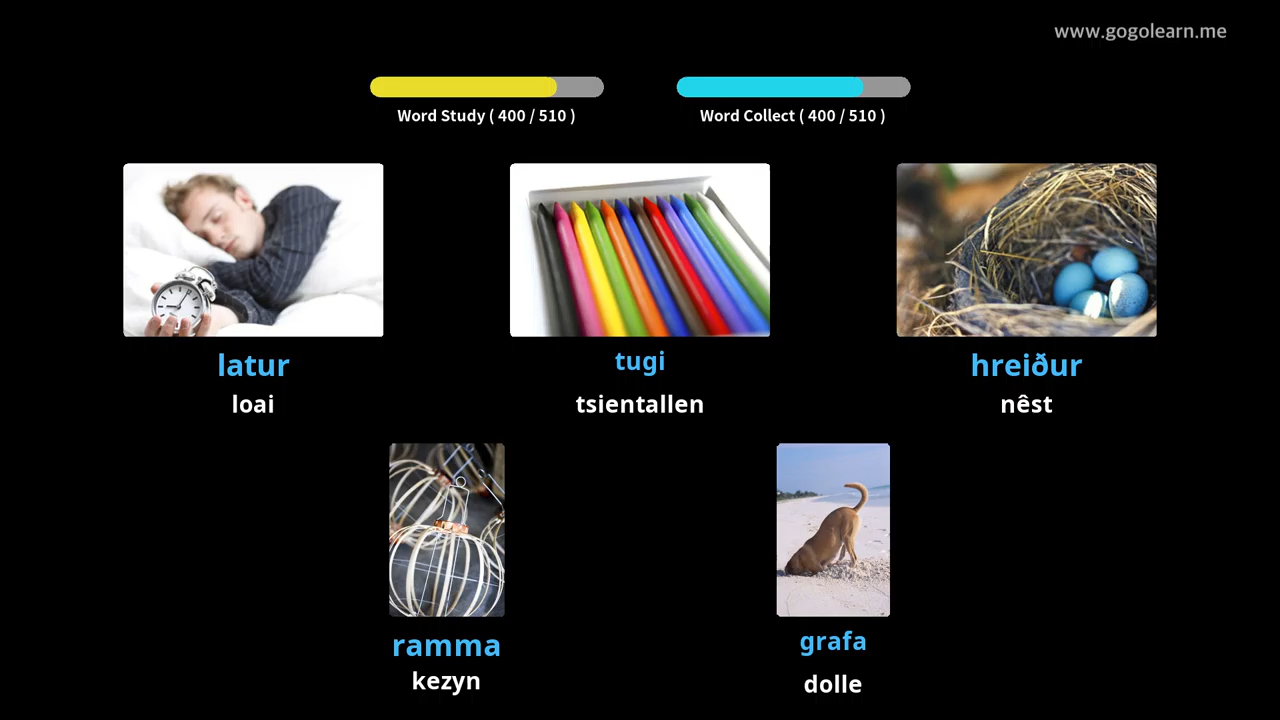 www.gogolearn.me
Word Study ( 400 / 510 )
Word Collect ( 400 / 510 )
latur
loai
tugi
tsientallen
hreiður
nêst
ramma
kezyn
grafa
dolle